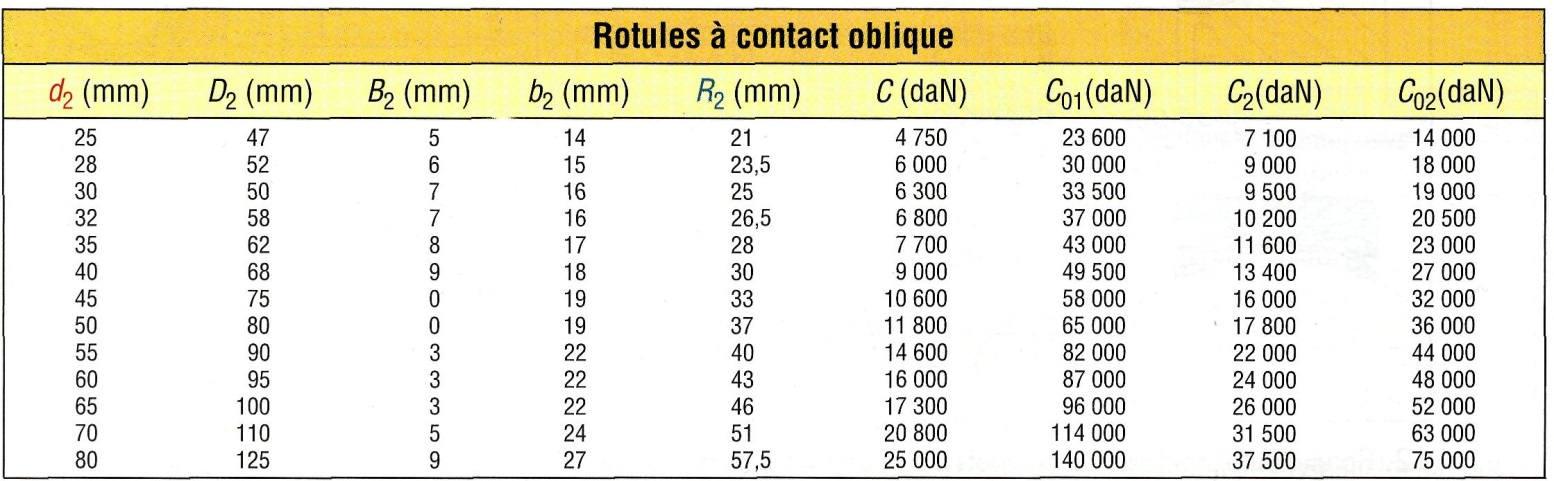 Rotules à contact oblique
d2 (mm) D2 (mm) B2 (mm) b2 (mm) R2 (mm) C (daN) C01(daN) C2(daN) C02(daN)
25 47 5 14 21 4 750 23 600 7 100 14 000
28 52 6 15 23,5 6 000 30 000 9 000 18 000
30 50 7 16 25 6 300 33 500 9 500 19 000
32 58 7 16 26,5 6 800 37 000 10 200 20 500
35 62 8 17 28 7 700 43 000 11 600 23 000
40 68 9 18 30 9 000 49 500 13 400 27 000
45 75 0 19 33 10 600 58 000 16 000 32 000
50 80 0 19 37 11 800 65 000 17 800 36 000
55 90 3 22 40 14 600 82 000 22 000 44 000
60 95 3 22 43 16 000 87 000 24 000 48 000
65 100 3 22 46 17 300 96 000 26 000 52 000
70 110 5 24 51 20 800 114 000 31 500 63 000
80 125 9 27 57,5 25 000 140 000 37 500 75 000